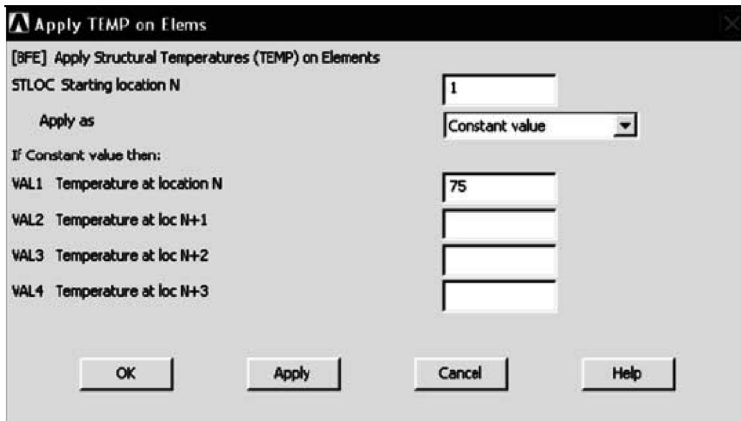 Apply TEMP on Elems
[BFE] Apply Structural Temperatures (TEMP) on Elements
STLOC Starting location N 1
Apply as Constant value
If Constant value then:
VAL1 Temperature at location N 75
VAL2 Temperature at loc N+1
VAL3 Temperature at loc N+2
VAL4 Temperature at loc N+3
OK Apply Cancel Help